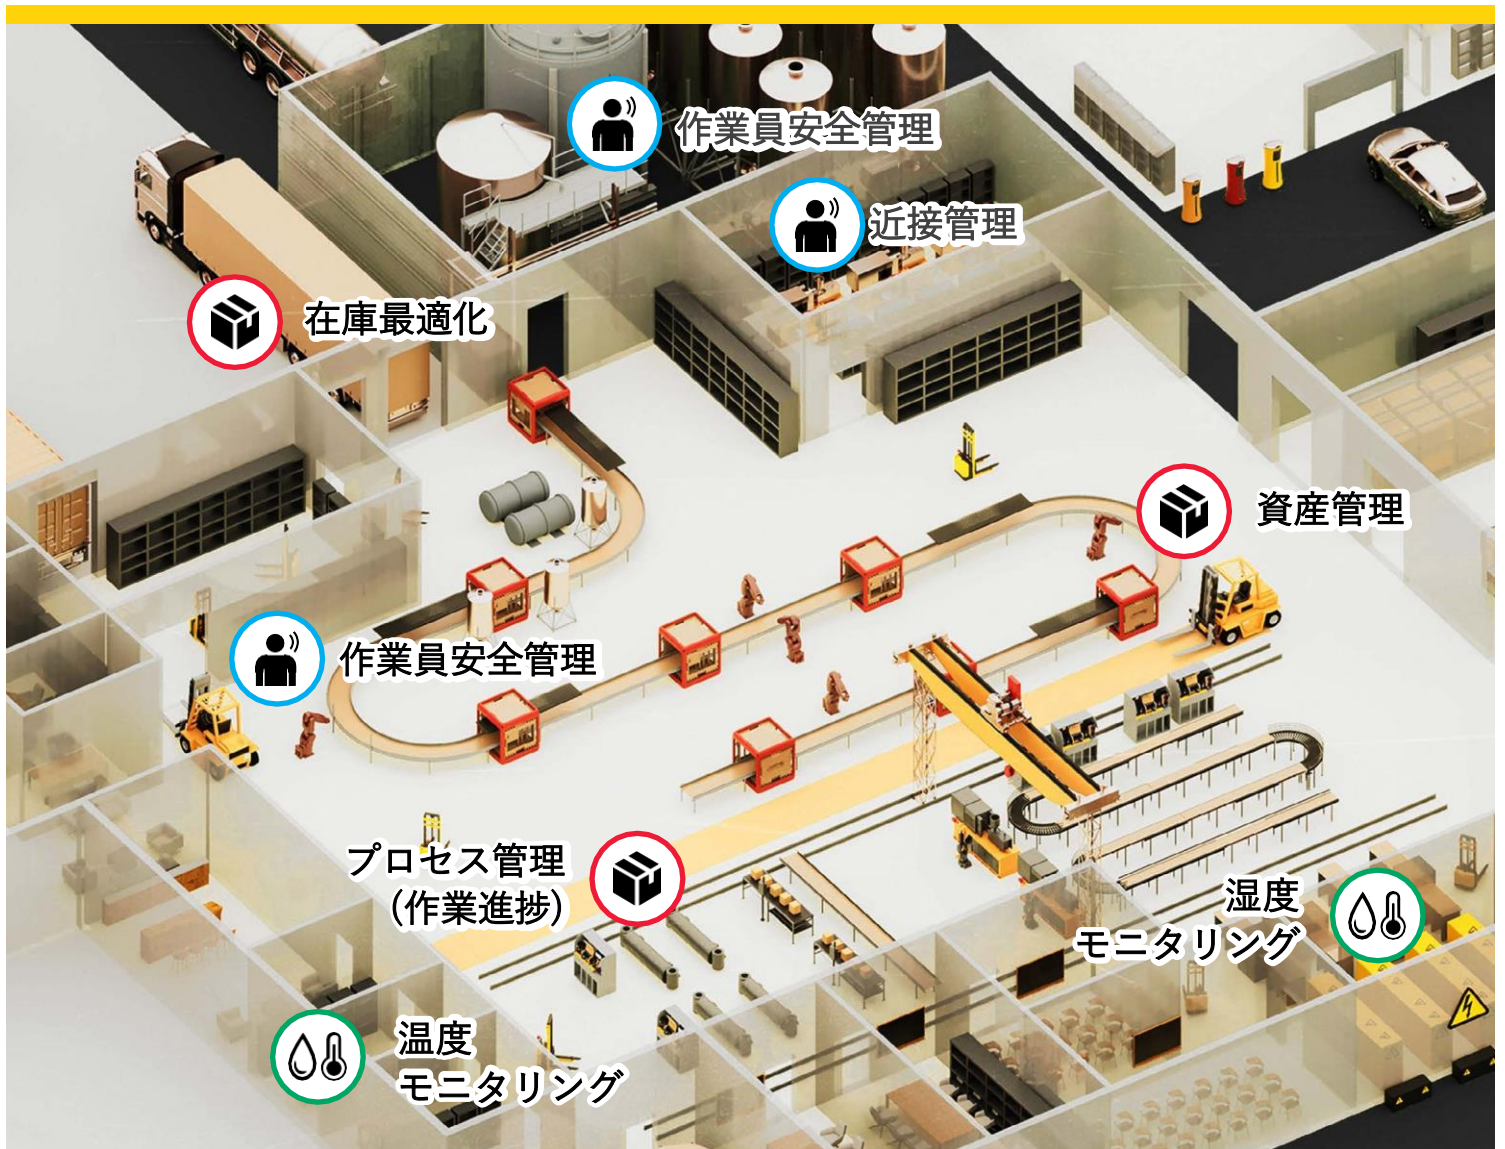 作業員安全管理
近接管理
在庫最適化
資産管理
作業員安全管理
プロセス管理
(作業進捗)
湿度
モニタリング
温度
モニタリング